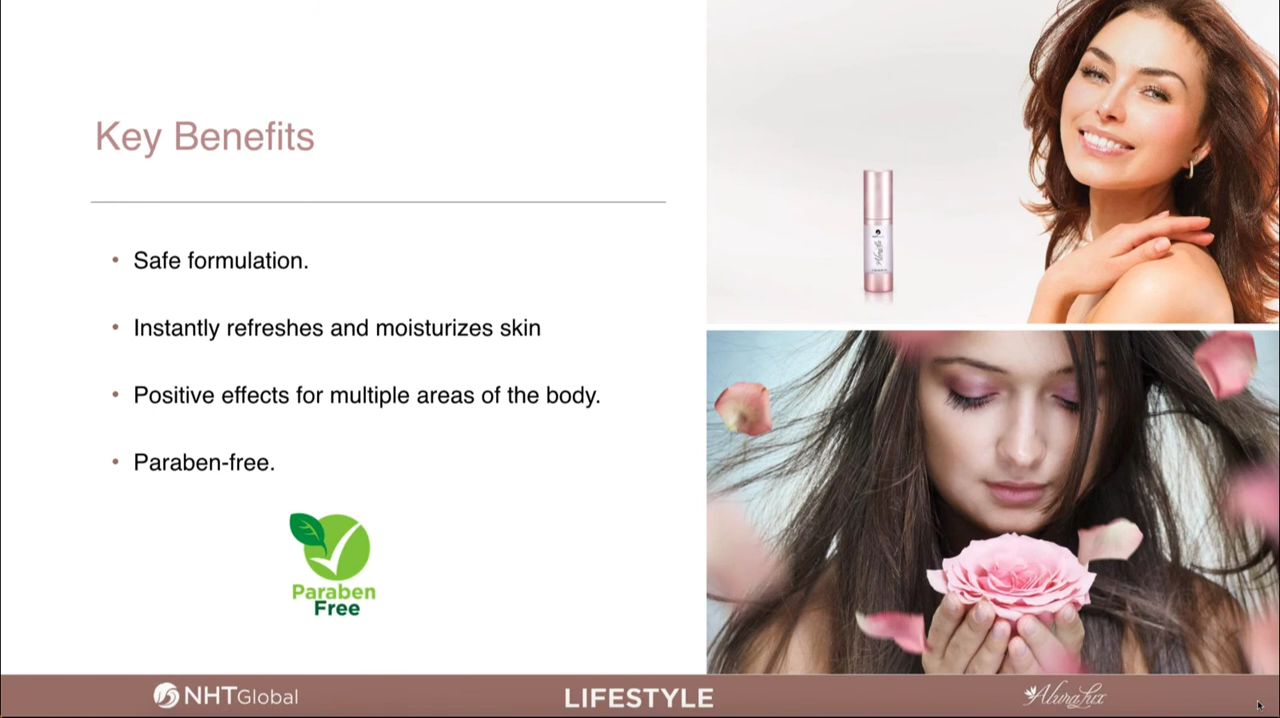 Key Benefits
• Safe formulation.
• Instantly refreshes and moisturizes skin
• Positive effects for multiple areas of the body.
• Paraben-free.
Paraben
Free
NHTGlobal
LIFESTYLE
AluraLux